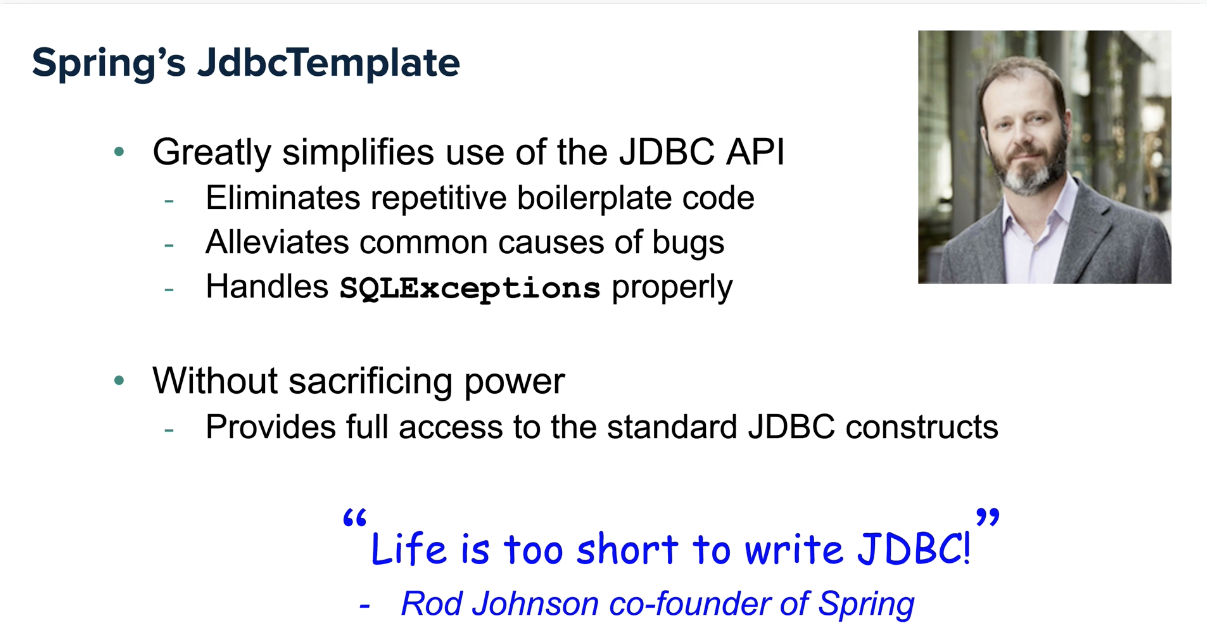 Spring’s JdbcTemplate
• Greatly simplifies use of the JDBC API
- Eliminates repetitive boilerplate code
- Alleviates common causes of bugs
- Handles SQLExceptions properly
• Without sacrificing power
- Provides full access to the standard JDBC constructs
“Life is too short to write JDBC!”
- Rod Johnson co-founder of Spring